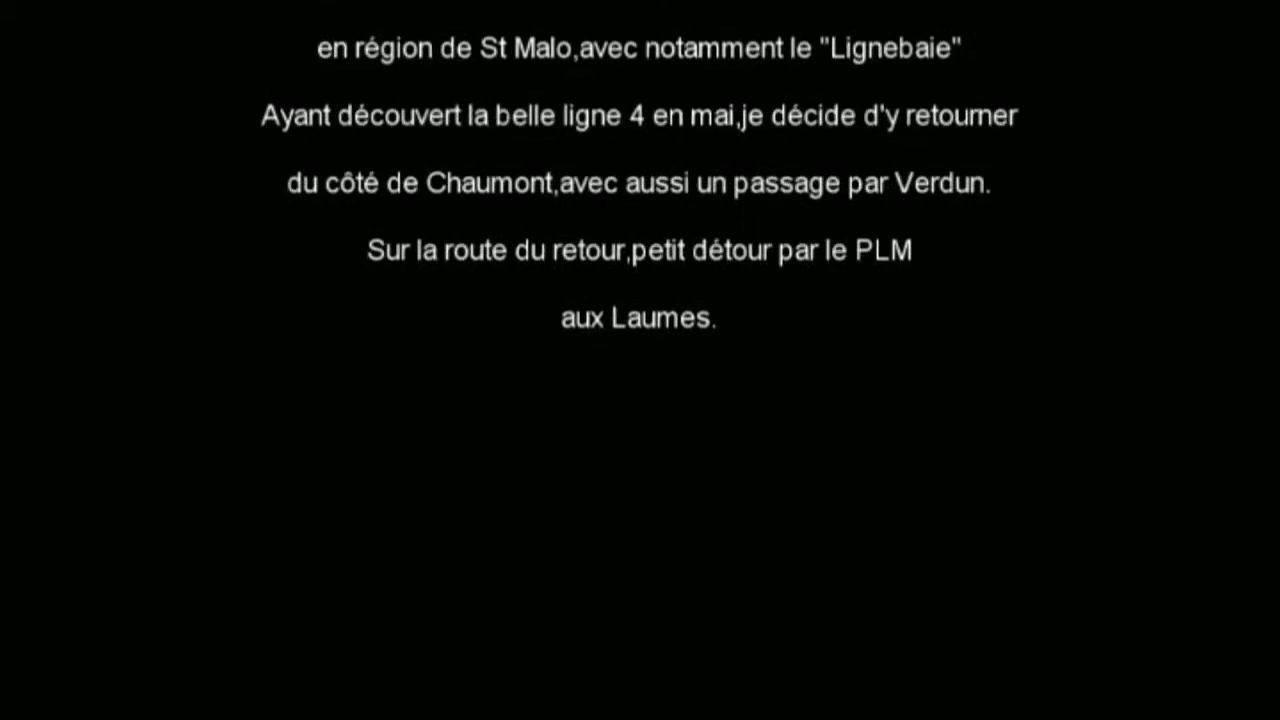 en région de St Malo,avec notamment le "Lignebaie"
Ayant découvert la belle ligne 4 en mai,je décide d'y retourner
du côté de Chaumont,avec aussi un passage par Verdun.
Sur la route du retour,petit détour par le PLM
aux Laumes.